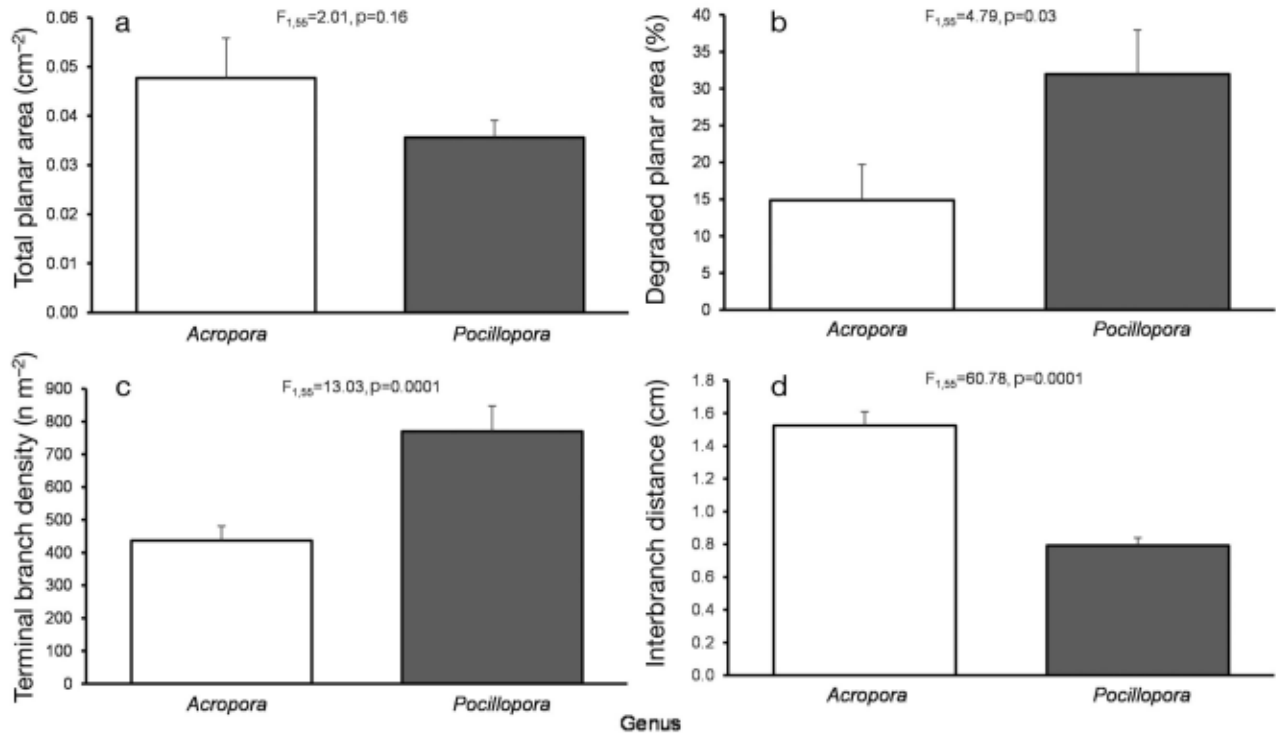 a
F1,55=2.01, p=0.16
Total planar area (cm−2)
0.06
0.05
0.04
0.03
0.02
0.01
0.00
Acropora
Pocillopora
b
F1,55=4.79, p=0.03
Degraded planar area (%)
40
35
30
25
20
15
10
5
0
Acropora
Pocillopora
c
F1,55=13.03, p=0.0001
Terminal branch density (n m−2)
900
800
700
600
500
400
300
200
100
0
Acropora
Pocillopora
d
F1,55=60.78, p=0.0001
Interbranch distance (cm)
1.8
1.6
1.4
1.2
1.0
0.8
0.6
0.4
0.2
0.0
Acropora
Pocillopora
Genus